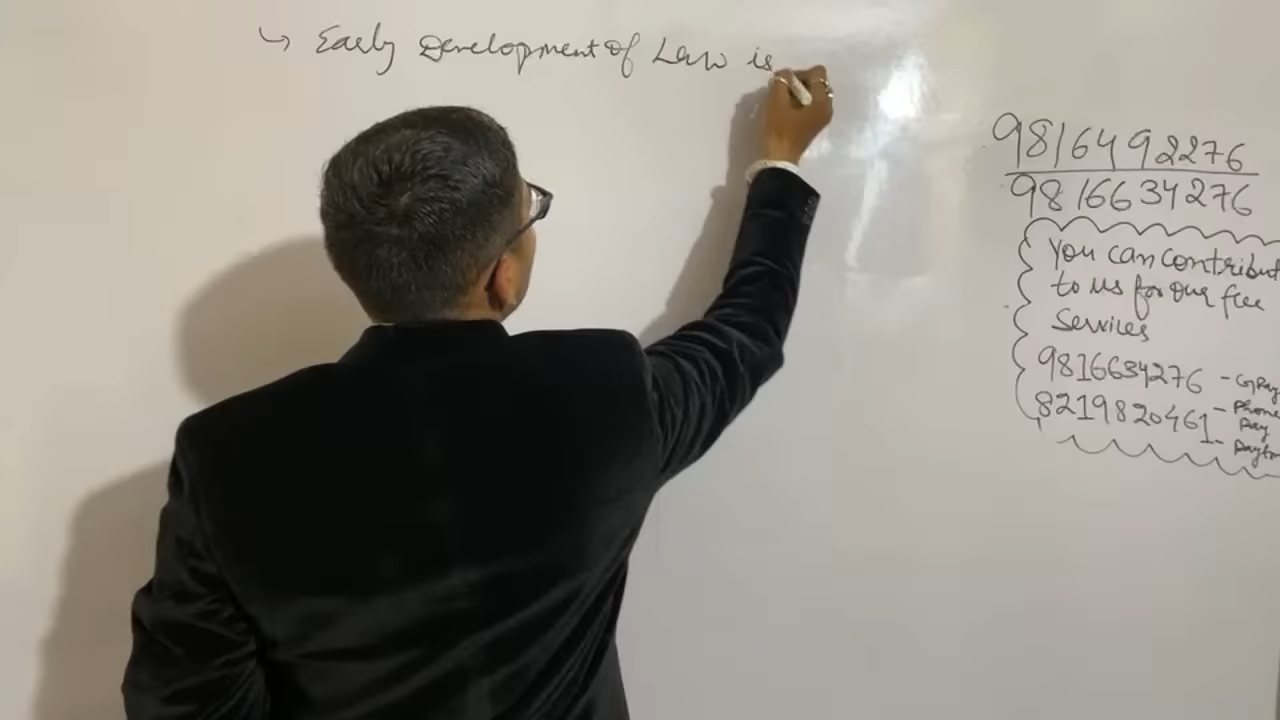 ↳ Early Development of Law is
9816492276
9816634276
You can contribut
to us for our free
Services
9816634276 - GPay
8219820461 - Phone
Pay
- Paytm